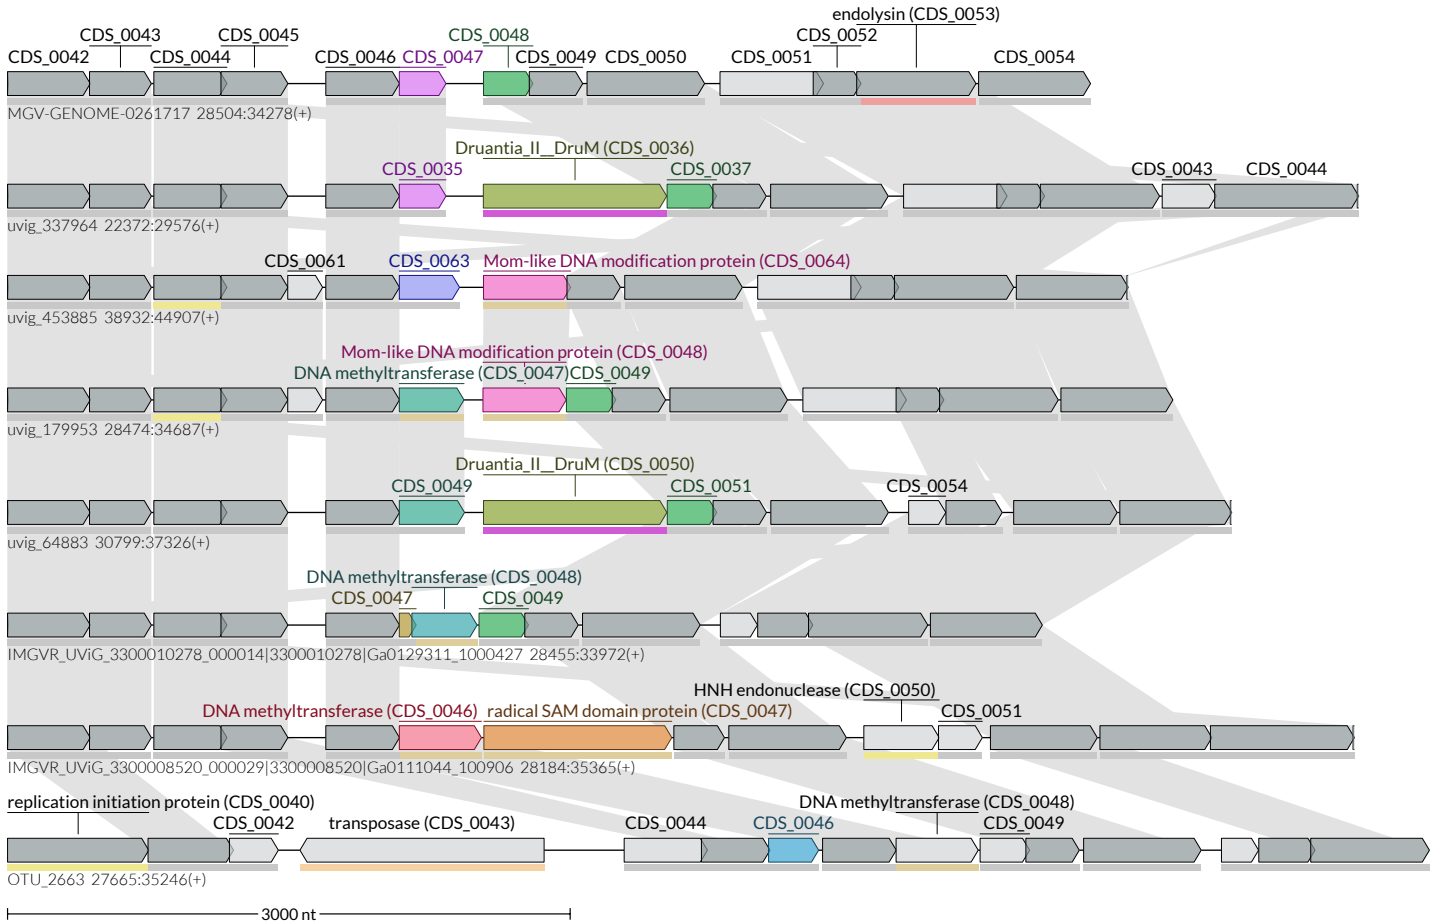 endolysin (CDS_0053)
CDS_0043 CDS_0045 CDS_0048 CDS_0052
CDS_0042 CDS_0044 CDS_0046 CDS_0047 CDS_0049 CDS_0050 CDS_0051 CDS_0054
MGV-GENOME-0261717 28504:34278(+)
Druantia_II__DruM (CDS_0036)
CDS_0035 CDS_0037 CDS_0043 CDS_0044
uvig_337964 22372:29576(+)
CDS_0061 CDS_0063 Mom-like DNA modification protein (CDS_0064)
uvig_453885 38932:44907(+)
Mom-like DNA modification protein (CDS_0048)
DNA methyltransferase (CDS_0047) CDS_0049
uvig_179953 28474:34687(+)
Druantia_II__DruM (CDS_0050)
CDS_0049 CDS_0051 CDS_0054
uvig_64883 30799:37326(+)
DNA methyltransferase (CDS_0048)
CDS_0047 CDS_0049
IMGVR_UViG_3300010278_000014|3300010278|Ga0129311_1000427 28455:33972(+)
HNH endonuclease (CDS_0050)
DNA methyltransferase (CDS_0046) radical SAM domain protein (CDS_0047) CDS_0051
IMGVR_UViG_3300008520_000029|3300008520|Ga0111044_100906 28184:35365(+)
replication initiation protein (CDS_0040) DNA methyltransferase (CDS_0048)
CDS_0042 transposase (CDS_0043) CDS_0044 CDS_0046 CDS_0049
OTU_2663 27665:35246(+)
3000 nt